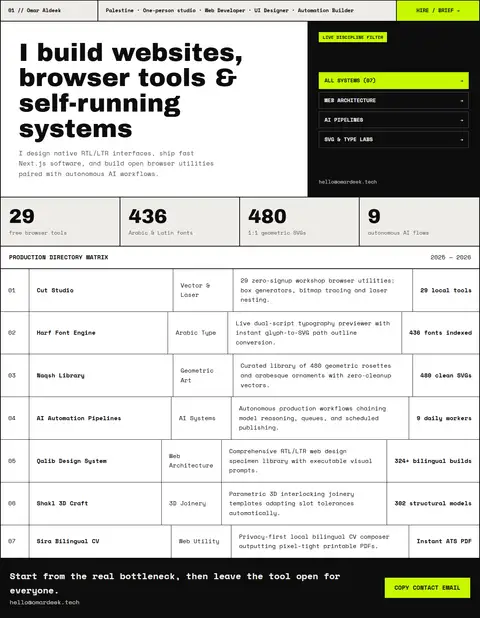 01 // Omar Aldeek
Palestine · One-person studio · Web Developer · UI Designer · Automation Builder
HIRE / BRIEF →
I build websites,
browser tools &
self-running
systems
I design native RTL/LTR interfaces, ship fast
Next.js software, and build open browser utilities
paired with autonomous AI workflows.
LIVE DISCIPLINE FILTER
ALL SYSTEMS (07)
WEB ARCHITECTURE
AI PIPELINES
SVG & TYPE LABS
hello@omardeek.tech
29
free browser tools
436
Arabic & Latin fonts
480
1:1 geometric SVGs
9
autonomous AI flows
PRODUCTION DIRECTORY MATRIX
2025 — 2026
01
Cut Studio
Vector &
Laser
29 zero-signup workshop browser utilities:
box generators, bitmap tracing and laser
nesting.
29 local tools
02
Harf Font Engine
Arabic Type
Live dual-script typography previewer with
instant glyph-to-SVG path outline
conversion.
436 fonts indexed
03
Naqsh Library
Geometric
Art
Curated library of 480 geometric rosettes
and arabesque ornaments with zero-cleanup
vectors.
480 clean SVGs
04
AI Automation Pipelines
AI Systems
Autonomous production workflows chaining
model reasoning, queues, and scheduled
publishing.
9 daily workers
05
Qalib Design System
Web
Architecture
Comprehensive RTL/LTR web design
specimen library with executable visual
prompts.
324+ bilingual builds
06
Shakl 3D Craft
3D Joinery
Parametric 3D interlocking joinery
templates adapting slot tolerances
automatically.
302 structural models
07
Sira Bilingual CV
Web Utility
Privacy-first local bilingual CV composer
outputting pixel-tight printable PDFs.
Instant ATS PDF
Start from the real bottleneck, then leave the tool open for
everyone.
hello@omardeek.tech
COPY CONTACT EMAIL